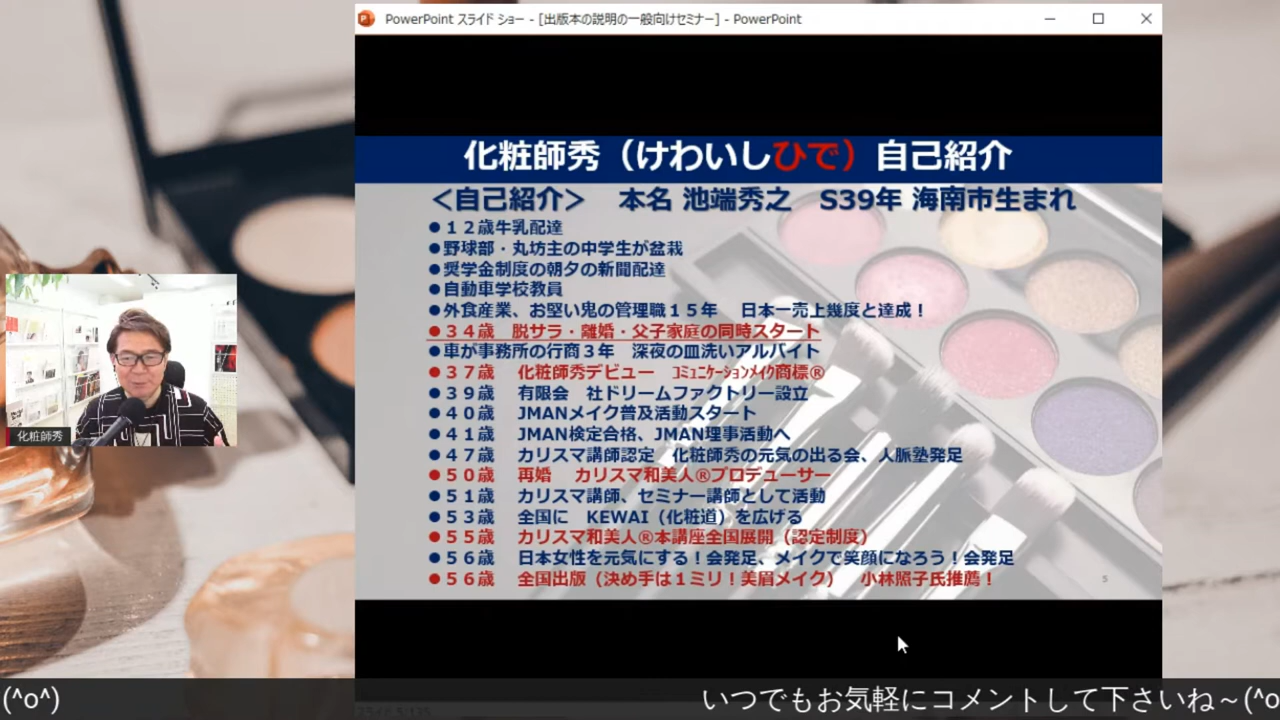 PowerPoint スライド ショー - [出版本の説明の一般向けセミナー] - PowerPoint
化粧師秀（けわいしひで）自己紹介
＜自己紹介＞　本名 池端秀之　S39年 海南市生まれ
●１２歳牛乳配達
●野球部・丸坊主の中学生が盆栽
●奨学金制度の朝夕の新聞配達
●自動車学校教員
●外食産業、お堅い鬼の管理職１５年　日本一売上幾度と達成！
●３４歳　脱サラ・離婚・父子家庭の同時スタート
●車が事務所の行商３年　深夜の皿洗いアルバイト
●３７歳　化粧師秀デビュー　ｺﾐｭﾆｹｰｼｮﾝﾒｲｸ商標®
●３９歳　有限会　社ドリームファクトリー設立
●４０歳　JMANメイク普及活動スタート
●４１歳　JMAN検定合格、JMAN理事活動へ
●４７歳　カリスマ講師認定　化粧師秀の元気の出る会、人脈塾発足
●５０歳　再婚　カリスマ和美人®プロデューサー
●５１歳　カリスマ講師、セミナー講師として活動
●５３歳　全国に　KEWAI（化粧道）を広げる
●５５歳　カリスマ和美人®本講座全国展開（認定制度）
●５６歳　日本女性を元気にする！会発足、メイクで笑顔になろう！会発足
●５６歳　全国出版（決め手は１ミリ！美眉メイク）　小林照子氏推薦！
5
化粧師秀
(^o^)
いつでもお気軽にコメントして下さいね～(^o